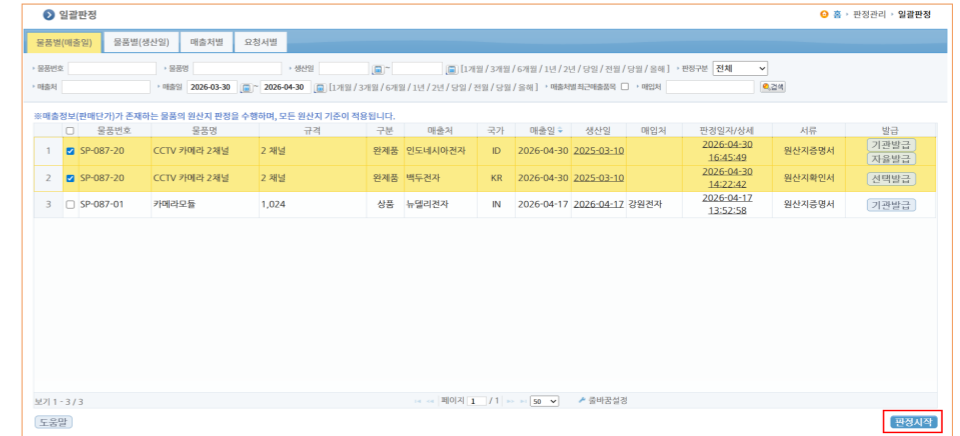 일괄판정
홈 · 판정관리 · 일괄판정
물품별(매출일) 물품별(생산일) 매출처별 요청서별
물품번호 물품명 생산일 ~ [1개월 / 3개월 / 6개월 / 1년 / 2년 / 당일 / 전월 / 당월 / 올해] 판정구분 전체
매출처 매출일 2026-03-30 ~ 2026-04-30 [1개월 / 3개월 / 6개월 / 1년 / 2년 / 당일 / 전월 / 당월 / 올해] 매출처별 최근매출품목 매입처 검색
※매출정보(판매단가)가 존재하는 물품의 원산지 판정을 수행하며, 모든 원산지 기준이 적용됩니다.
물품번호 물품명 규격 구분 매출처 국가 매출일 생산일 매입처 판정일자/상세 서류 발급
1 SP-087-20 CCTV 카메라 2채널 2 채널 완제품 인도네시아전자 ID 2026-04-30 2025-03-10 2026-04-30 16:45:49 원산지증명서 기관발급 자율발급
2 SP-087-20 CCTV 카메라 2채널 2 채널 완제품 백두전자 KR 2026-04-30 2025-03-10 2026-04-30 14:22:42 원산지확인서 선택발급
3 SP-087-01 카메라모듈 1,024 상품 뉴델리전자 IN 2026-04-17 2026-04-17 강원전자 2026-04-17 13:52:58 원산지증명서 기관발급
보기 1 - 3 / 3 페이지 1 / 1 50 줄바꿈설정
도움말 판정시작